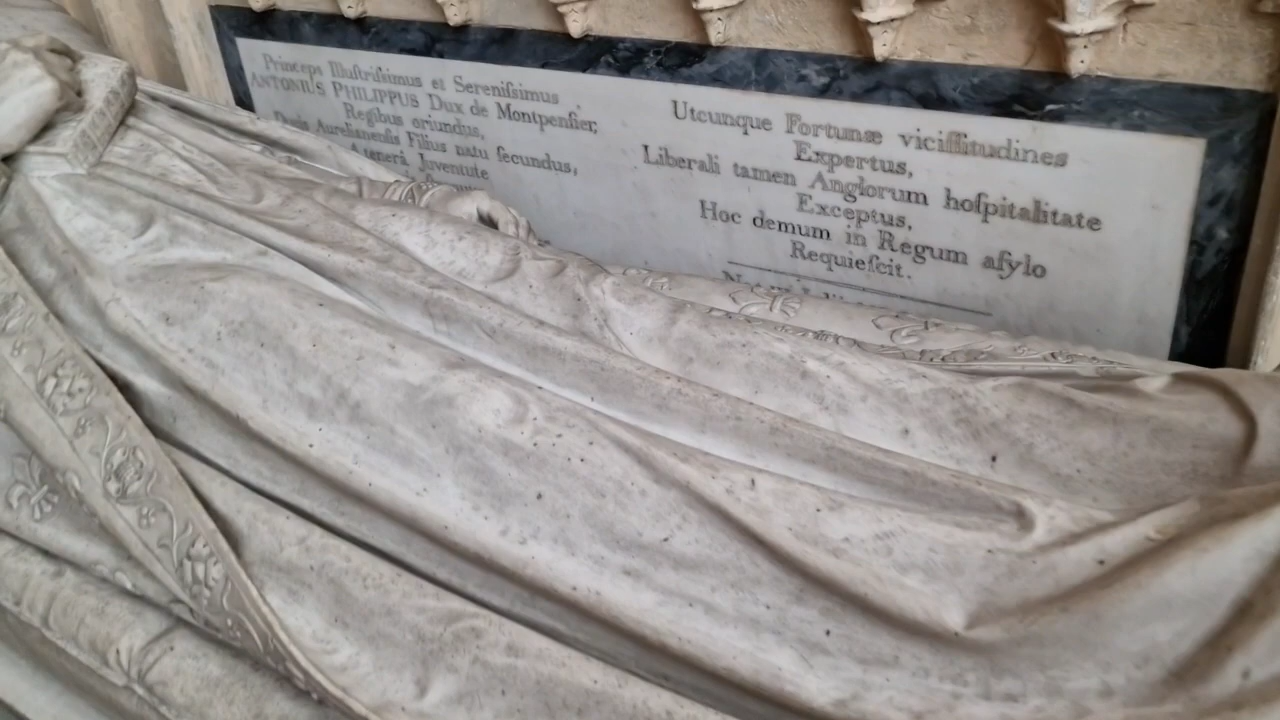 Princeps Illuſtriſſimus et Sereniſſimus
ANTONIUS PHILIPPUS Dux de Montpenſier,
Regibus oriundus,
Ducis Aurelianenſis Filius natu ſecundus,
A tenerâ Juventute
Utcunque Fortunæ viciſſitudines
Expertus,
Liberali tamen Anglorum hoſpitalitate
Exceptus,
Hoc demum in Regum aſylo
Requieſcit.